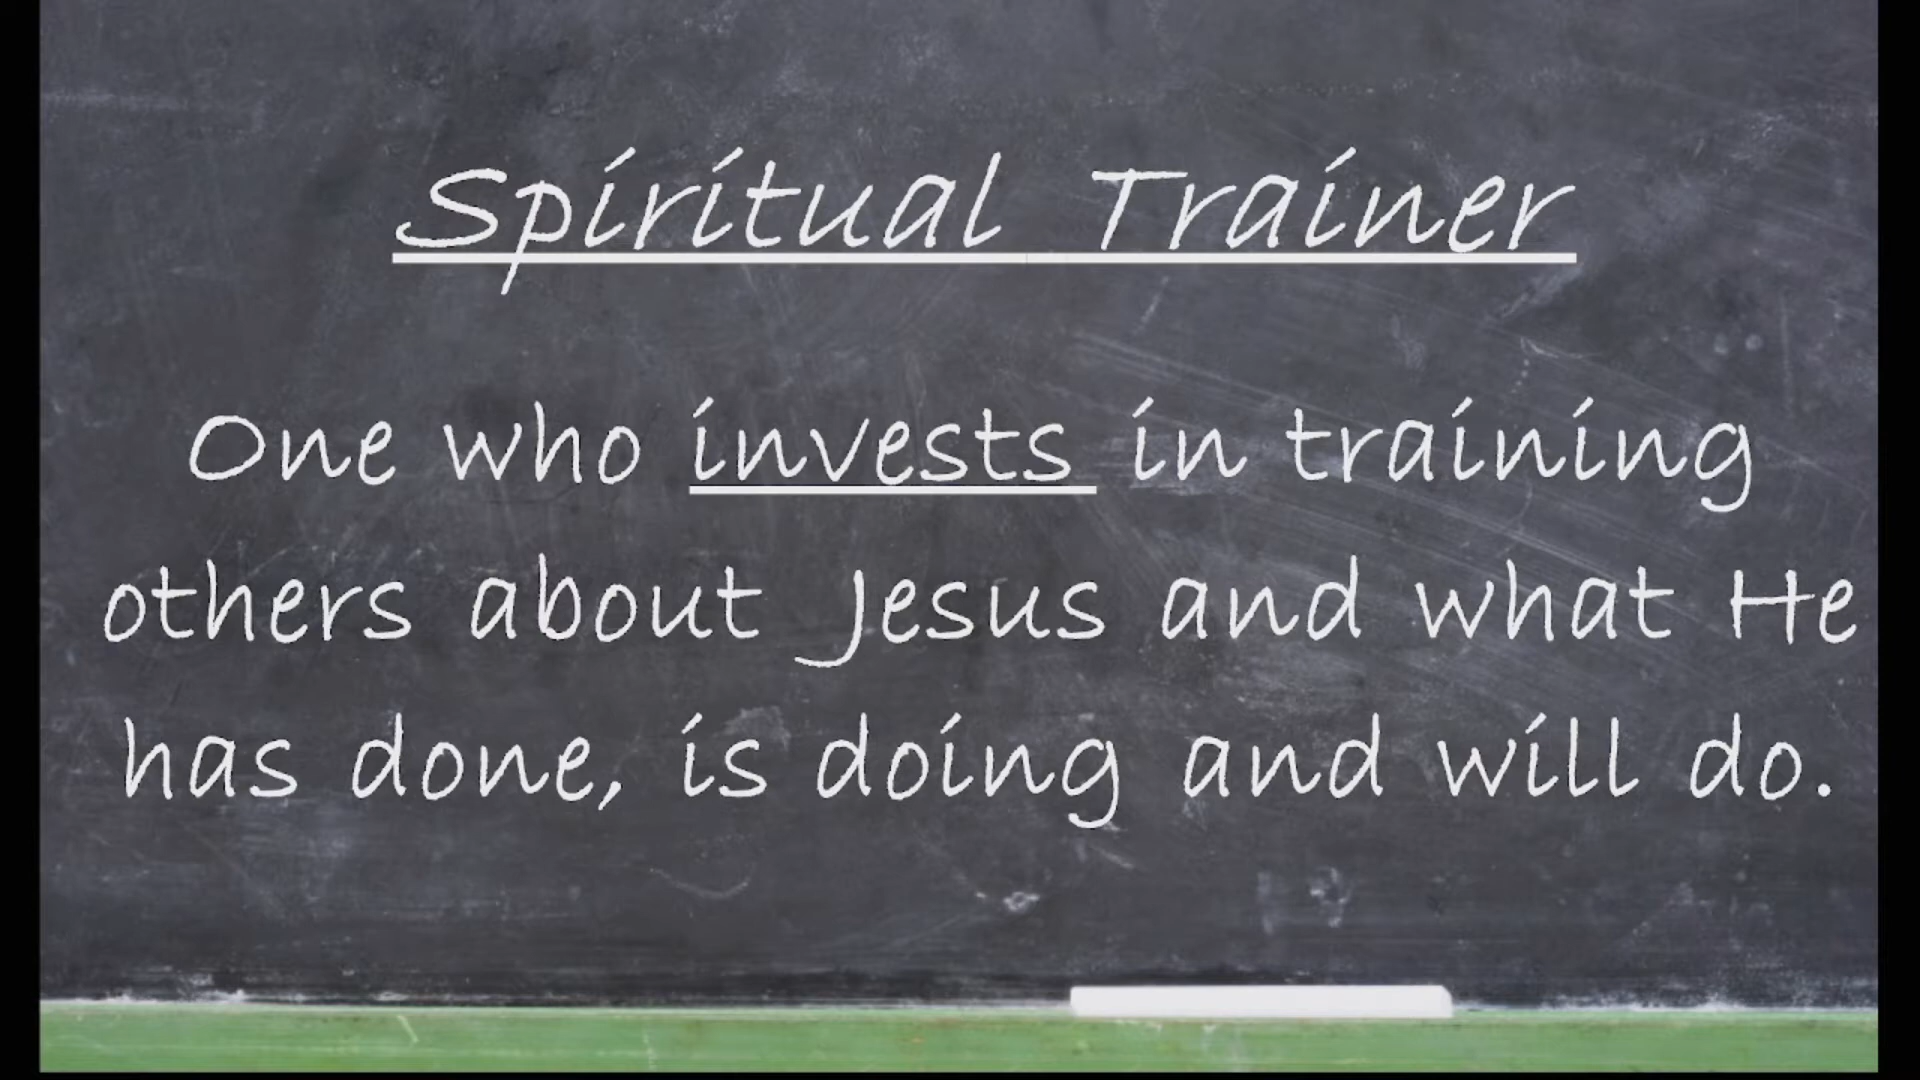 Spiritual Trainer
One who invests in training
others about Jesus and what He
has done, is doing and will do.